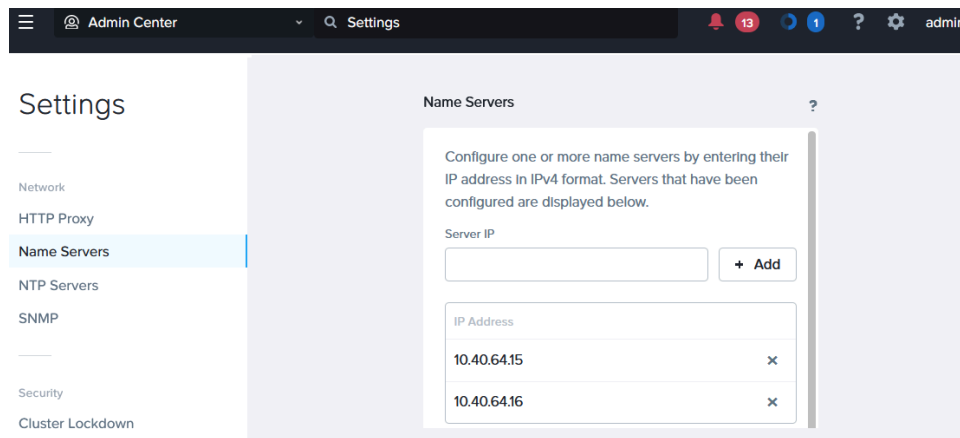 Admin Center
Settings
13
1
?
admin
Settings
Network
HTTP Proxy
Name Servers
NTP Servers
SNMP
Security
Cluster Lockdown
Name Servers
?
Configure one or more name servers by entering their
IP address in IPv4 format. Servers that have been
configured are displayed below.
Server IP
+ Add
IP Address
10.40.64.15
10.40.64.16